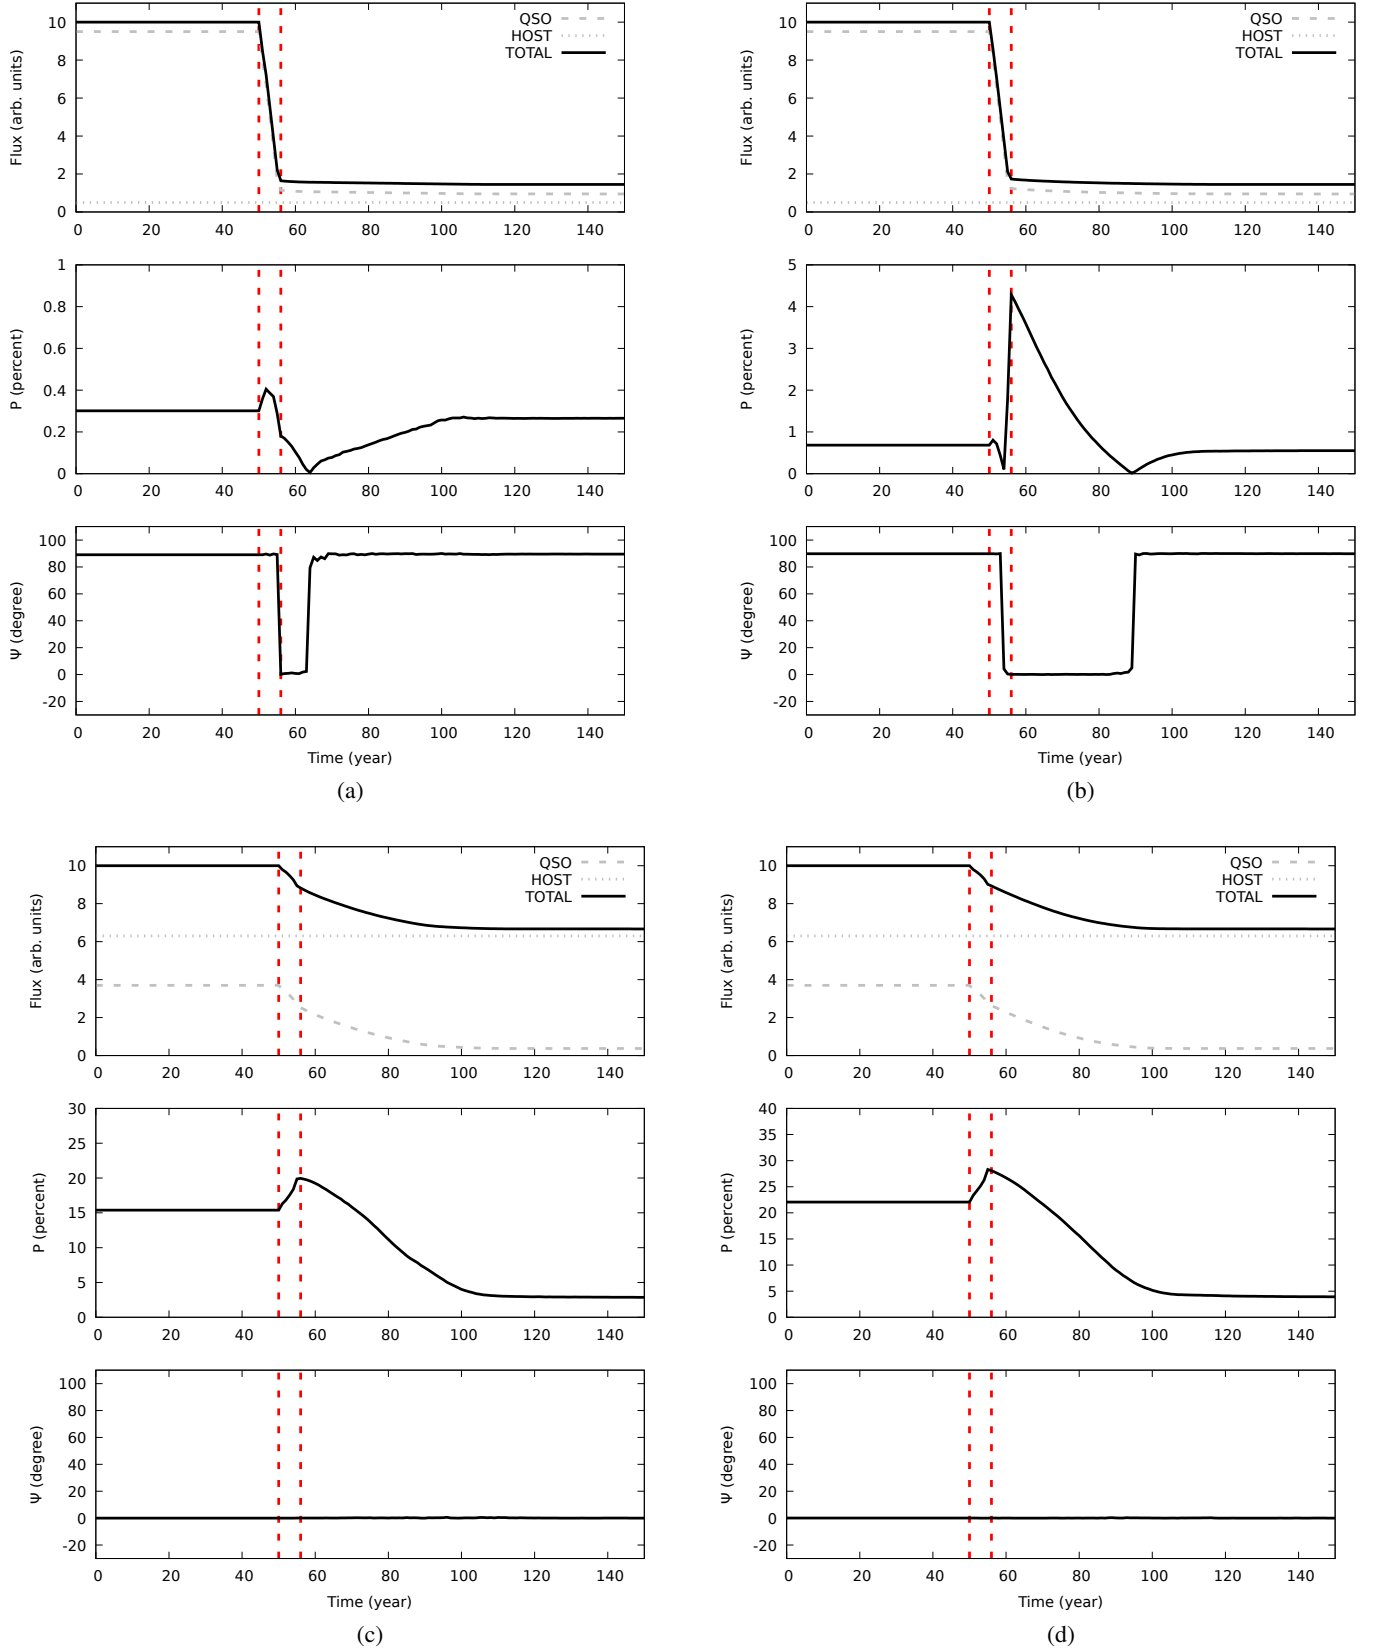 QSO
HOST
TOTAL
Flux (arb. units)
10
8
6
4
2
0
0 20 40 60 80 100 120 140
P (percent)
1
0.8
0.6
0.4
0.2
0
0 20 40 60 80 100 120 140
Ψ (degree)
100
80
60
40
20
0
-20
0 20 40 60 80 100 120 140
Time (year)
(a)
QSO
HOST
TOTAL
Flux (arb. units)
10
8
6
4
2
0
0 20 40 60 80 100 120 140
P (percent)
5
4
3
2
1
0
0 20 40 60 80 100 120 140
Ψ (degree)
100
80
60
40
20
0
-20
0 20 40 60 80 100 120 140
Time (year)
(b)
QSO
HOST
TOTAL
Flux (arb. units)
10
8
6
4
2
0
0 20 40 60 80 100 120 140
P (percent)
30
25
20
15
10
5
0
0 20 40 60 80 100 120 140
Ψ (degree)
100
80
60
40
20
0
-20
0 20 40 60 80 100 120 140
Time (year)
(c)
QSO
HOST
TOTAL
Flux (arb. units)
10
8
6
4
2
0
0 20 40 60 80 100 120 140
P (percent)
40
35
30
25
20
15
10
5
0
0 20 40 60 80 100 120 140
Ψ (degree)
100
80
60
40
20
0
-20
0 20 40 60 80 100 120 140
Time (year)
(d)